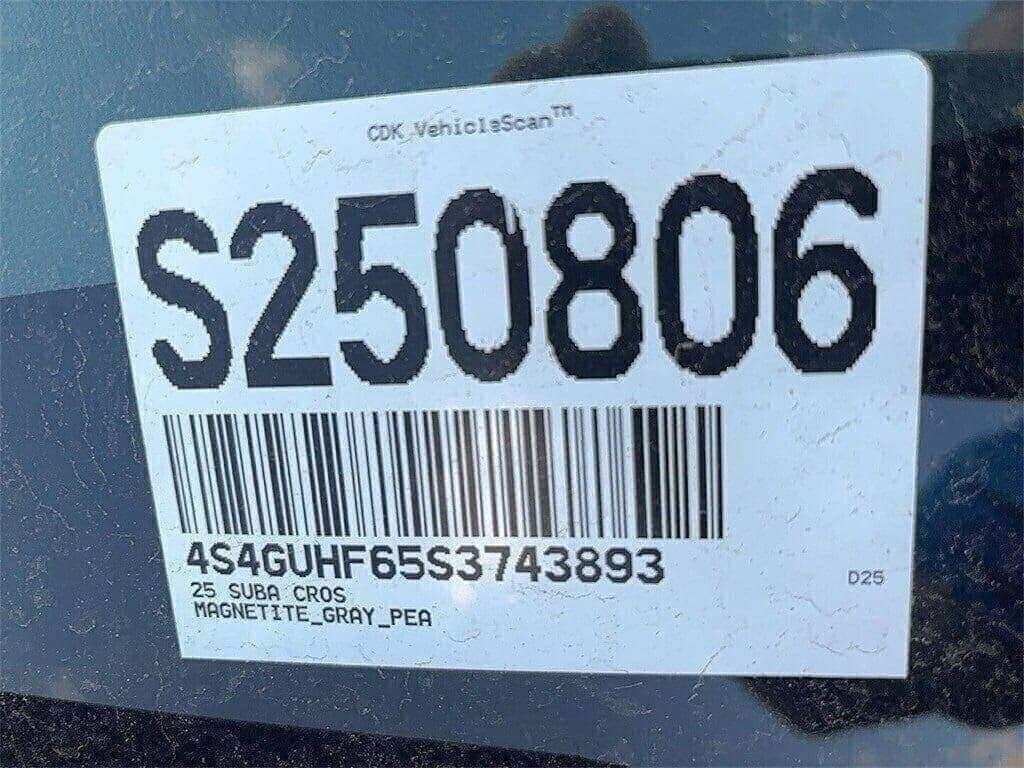 CDK VehicleScan™
S250806
4S4GUHF65S3743893
25 SUBA CROS
D25
MAGNETITE_GRAY_PEA